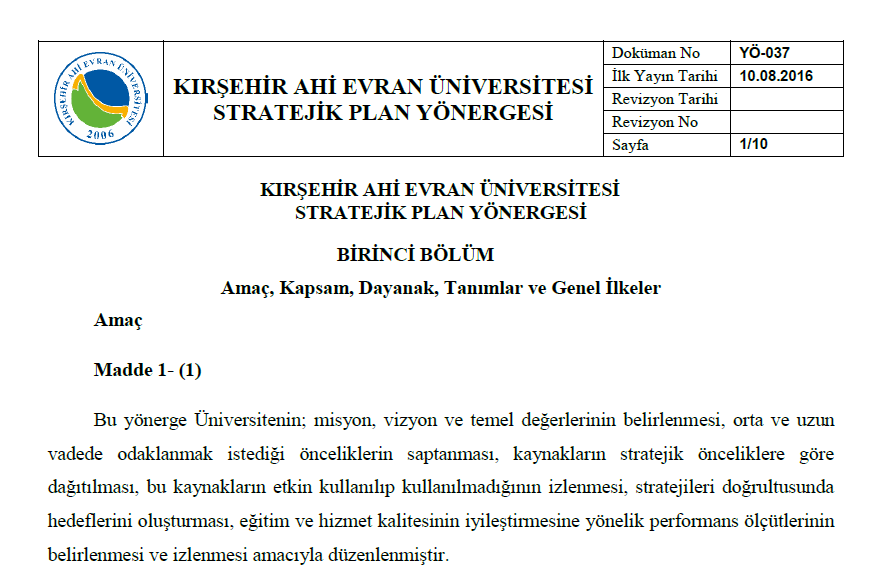 KIRŞEHİR AHİ EVRAN ÜNİVERSİTESİ
2006
KIRŞEHİR AHİ EVRAN ÜNİVERSİTESİ
STRATEJİK PLAN YÖNERGESİ
Doküman No YÖ-037
İlk Yayın Tarihi 10.08.2016
Revizyon Tarihi
Revizyon No
Sayfa 1/10
KIRŞEHİR AHİ EVRAN ÜNİVERSİTESİ
STRATEJİK PLAN YÖNERGESİ
BİRİNCİ BÖLÜM
Amaç, Kapsam, Dayanak, Tanımlar ve Genel İlkeler
Amaç
Madde 1- (1)
Bu yönerge Üniversitenin; misyon, vizyon ve temel değerlerinin belirlenmesi, orta ve uzun
vadede odaklanmak istediği önceliklerin saptanması, kaynakların stratejik önceliklere göre
dağıtılması, bu kaynakların etkin kullanılıp kullanılmadığının izlenmesi, stratejileri doğrultusunda
hedeflerini oluşturması, eğitim ve hizmet kalitesinin iyileştirmesine yönelik performans ölçütlerinin
belirlenmesi ve izlenmesi amacıyla düzenlenmiştir.